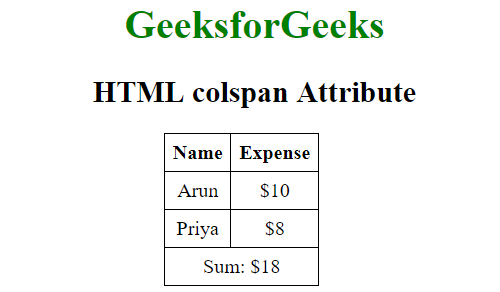 GeeksforGeeks
HTML colspan Attribute
Name Expense
Arun $10
Priya $8
Sum: $18